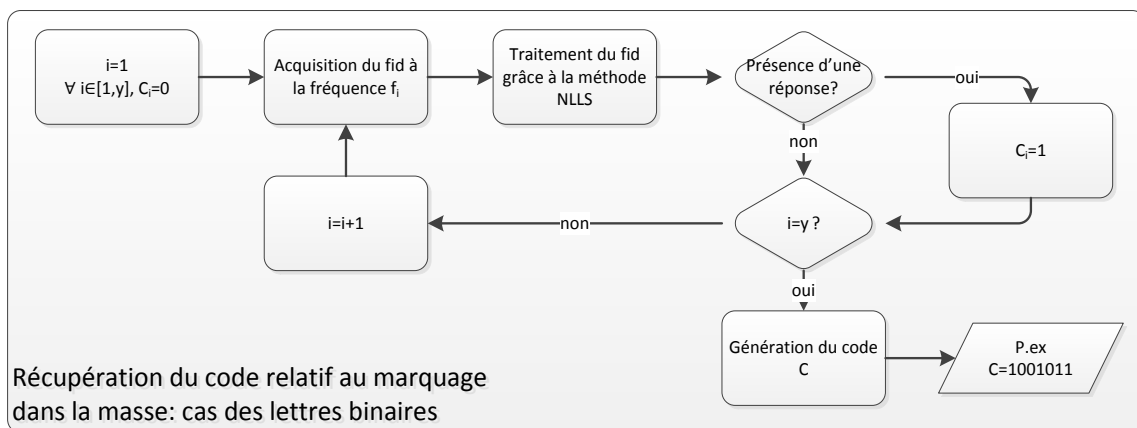 i=1
∀ i∈[1,y], Cᵢ=0
Acquisition du fid à
la fréquence fᵢ
Traitement du fid
grâce à la méthode
NLLS
Présence d’une
réponse?
oui
non
Cᵢ=1
i=y ?
non
i=i+1
oui
Génération du code
C
P.ex
C=1001011
Récupération du code relatif au marquage
dans la masse: cas des lettres binaires